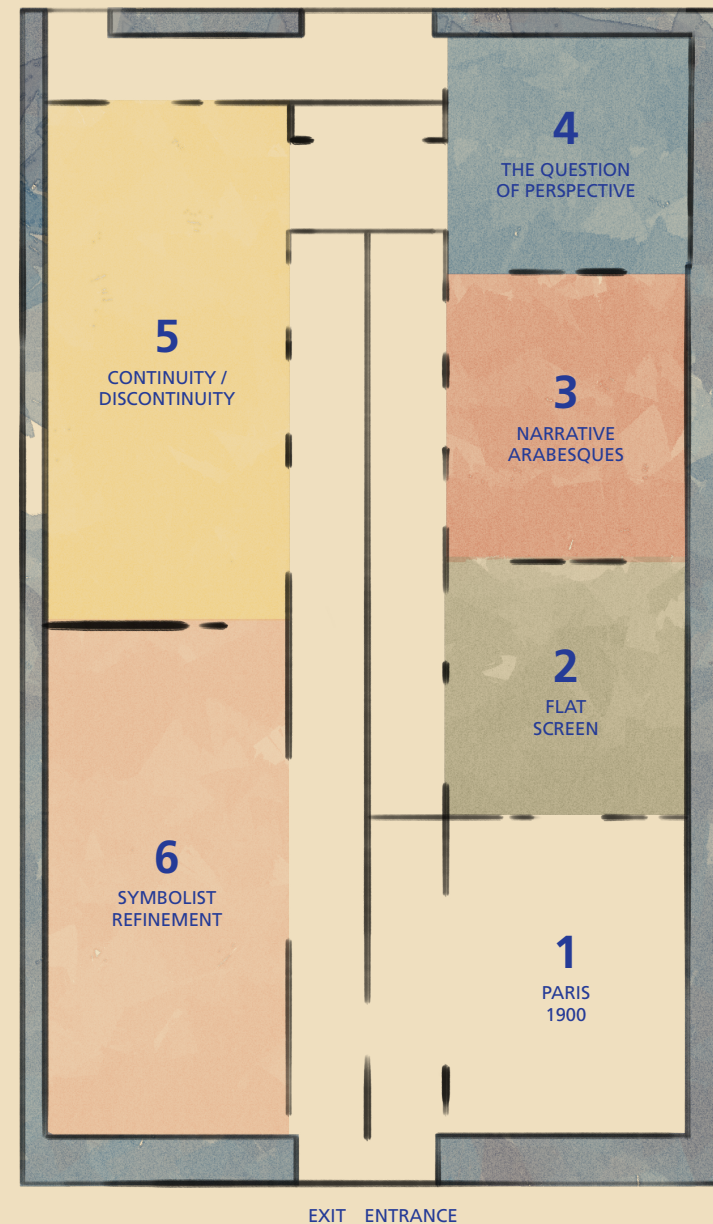 4
THE QUESTION
OF PERSPECTIVE
5
CONTINUITY /
DISCONTINUITY
3
NARRATIVE
ARABESQUES
2
FLAT
SCREEN
6
SYMBOLIST
REFINEMENT
1
PARIS
1900
EXIT ENTRANCE